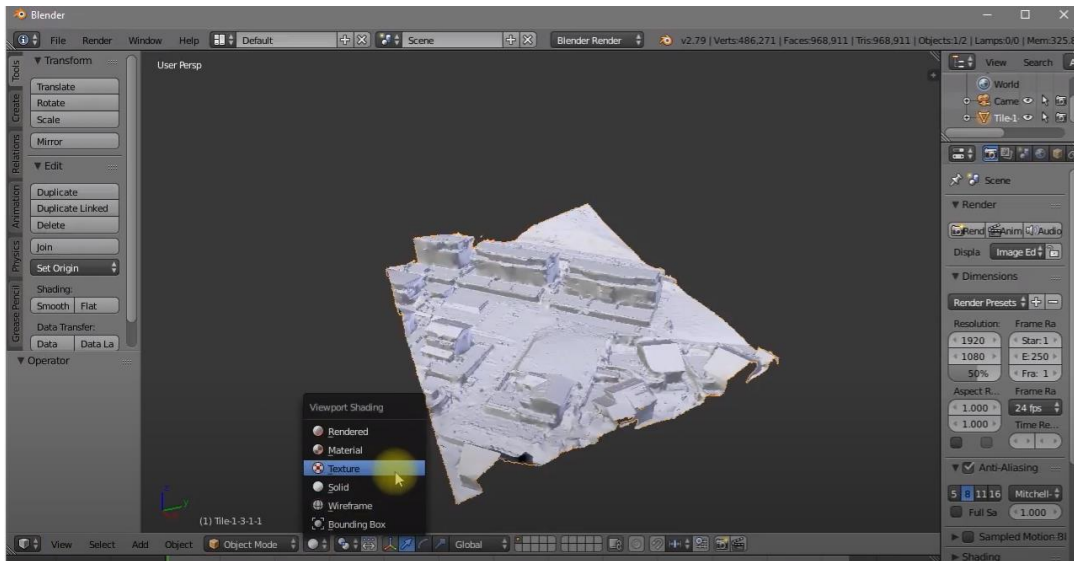 Blender
File Render Window Help Default Scene Blender Render v2.79 | Verts:486,271 | Faces:968,911 | Tris:968,911 | Objects:1/2 | Lamps:0/0 | Mem:325.8
Tools
Create
Relations
Animation
Physics
Grease Pencil
Transform
Translate
Rotate
Scale
Mirror
Edit
Duplicate
Duplicate Linked
Delete
Join
Set Origin
Shading:
Smooth Flat
Data Transfer:
Data Data La
Operator
User Persp
Viewport Shading
Rendered
Material
Texture
Solid
Wireframe
Bounding Box
(1) Tile-1-3-1-1
View Select Add Object Object Mode Global
View Search
World
Came
Tile-1-
Scene
Render
Rend Anim Audio
Displa Image Ed
Dimensions
Render Presets
Resolution: Frame Ra
1920 Star: 1
1080 E: 250
50% Fra: 1
Aspect R... Frame Ra
1.000 24 fps
1.000 Time Re...
Anti-Aliasing
5 8 11 16 Mitchell-
Full Sa 1.000
Sampled Motion Bl
Shading